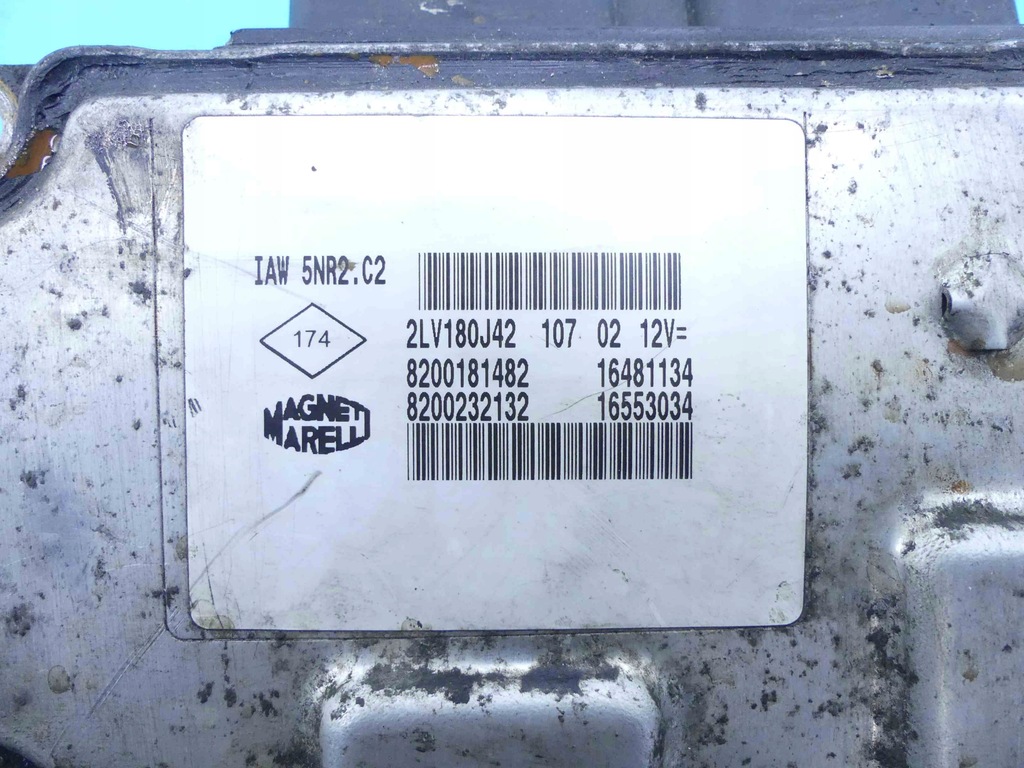 IAW 5NR2.C2
174
2LV180J42 107 02 12V=
8200181482 16481134
8200232132 16553034
MAGNETI
MARELLI